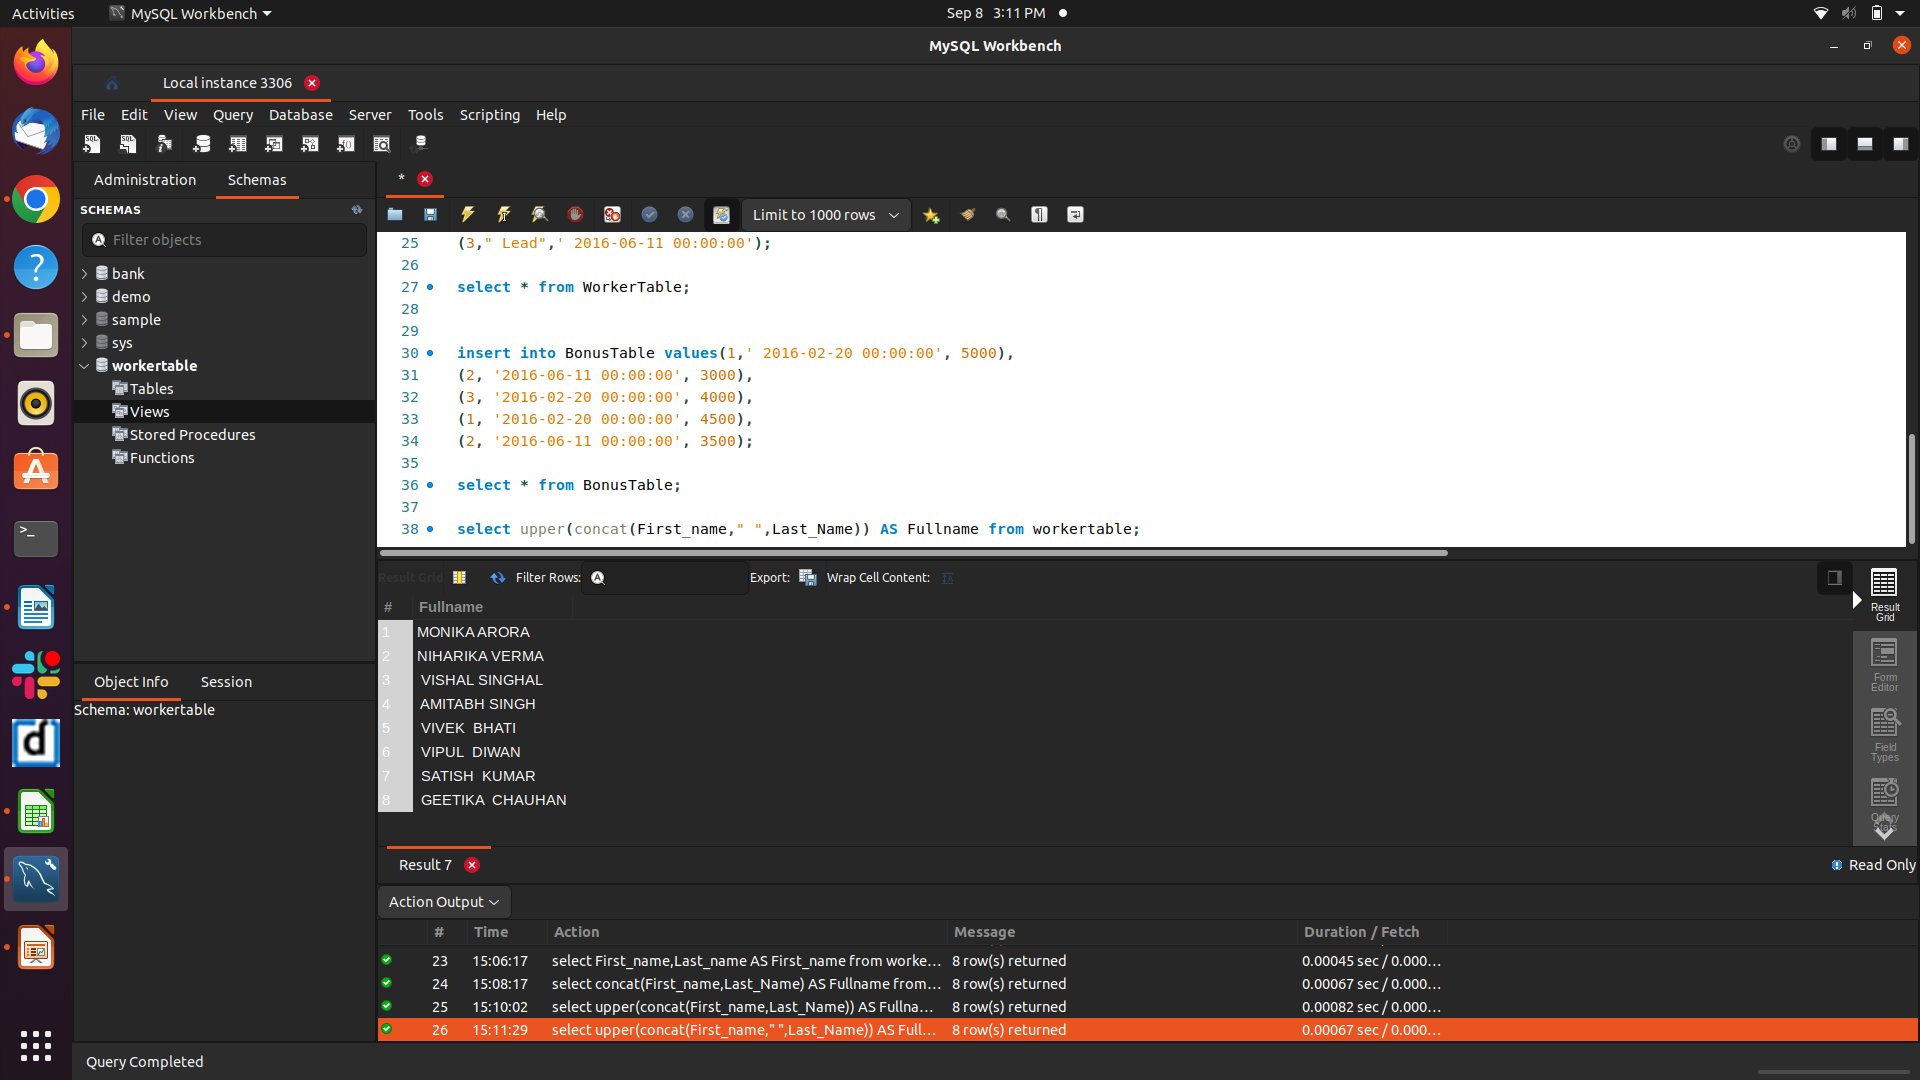 Activities MySQL Workbench Sep 8 3:11 PM
MySQL Workbench
Local instance 3306
File Edit View Query Database Server Tools Scripting Help
Administration Schemas *
SCHEMAS
Limit to 1000 rows
Filter objects
bank
demo
sample
sys
workertable
Tables
Views
Stored Procedures
Functions
25 (3," Lead",' 2016-06-11 00:00:00');
26
27 select * from WorkerTable;
28
29
30 insert into BonusTable values(1,' 2016-02-20 00:00:00', 5000),
31 (2, '2016-06-11 00:00:00', 3000),
32 (3, '2016-02-20 00:00:00', 4000),
33 (1, '2016-02-20 00:00:00', 4500),
34 (2, '2016-06-11 00:00:00', 3500);
35
36 select * from BonusTable;
37
38 select upper(concat(First_name," ",Last_Name)) AS Fullname from workertable;
Result Grid Filter Rows: Export: Wrap Cell Content:
# Fullname
1 MONIKA ARORA
2 NIHARIKA VERMA
3 VISHAL SINGHAL
4 AMITABH SINGH
5 VIVEK BHATI
6 VIPUL DIWAN
7 SATISH KUMAR
8 GEETIKA CHAUHAN
Result Grid
Form Editor
Field Types
Query Stats
Object Info Session
Schema: workertable
Result 7 Read Only
Action Output
# Time Action Message Duration / Fetch
23 15:06:17 select First_name,Last_name AS First_name from worke... 8 row(s) returned 0.00045 sec / 0.000...
24 15:08:17 select concat(First_name,Last_Name) AS Fullname from... 8 row(s) returned 0.00067 sec / 0.000...
25 15:10:02 select upper(concat(First_name,Last_Name)) AS Fullna... 8 row(s) returned 0.00082 sec / 0.000...
26 15:11:29 select upper(concat(First_name," ",Last_Name)) AS Full... 8 row(s) returned 0.00067 sec / 0.000...
Query Completed